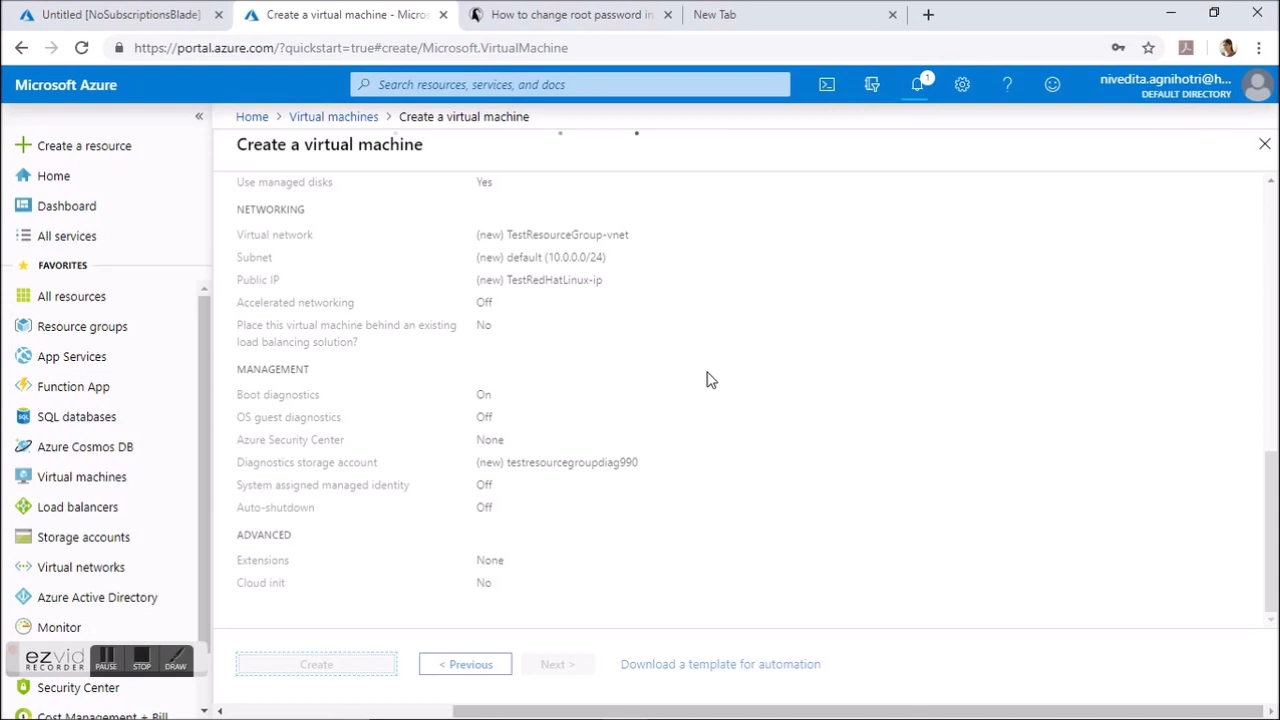 Untitled [NoSubscriptionsBlade]
Create a virtual machine - Micros
How to change root password in
New Tab
https://portal.azure.com/?quickstart=true#create/Microsoft.VirtualMachine
Microsoft Azure
Search resources, services, and docs
1
nivedita.agnihotri@h...
DEFAULT DIRECTORY
Home > Virtual machines > Create a virtual machine
Create a virtual machine
Create a resource
Home
Dashboard
All services
FAVORITES
All resources
Resource groups
App Services
Function App
SQL databases
Azure Cosmos DB
Virtual machines
Load balancers
Storage accounts
Virtual networks
Azure Active Directory
Monitor
Security Center
Cost Management + Bill
Use managed disks Yes
NETWORKING
Virtual network (new) TestResourceGroup-vnet
Subnet (new) default (10.0.0.0/24)
Public IP (new) TestRedHatLinux-ip
Accelerated networking Off
Place this virtual machine behind an existing No
load balancing solution?
MANAGEMENT
Boot diagnostics On
OS guest diagnostics Off
Azure Security Center None
Diagnostics storage account (new) testresourcegroupdiag990
System assigned managed identity Off
Auto-shutdown Off
ADVANCED
Extensions None
Cloud init No
Create
< Previous
Next >
Download a template for automation
ezvid
RECORDER
PAUSE
STOP
DRAW